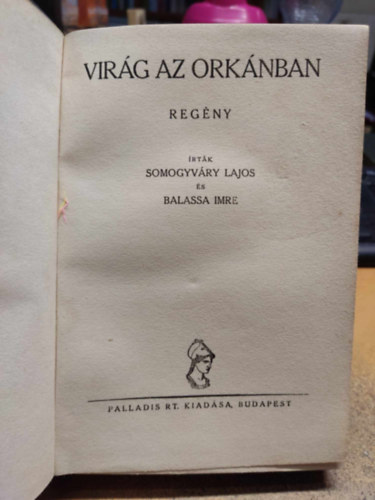 VIRÁG AZ ORKÁNBAN
REGÉNY
ÍRTÁK
SOMOGYVÁRY LAJOS
ÉS
BALASSA IMRE
PALLADIS RT. KIADÁSA, BUDAPEST